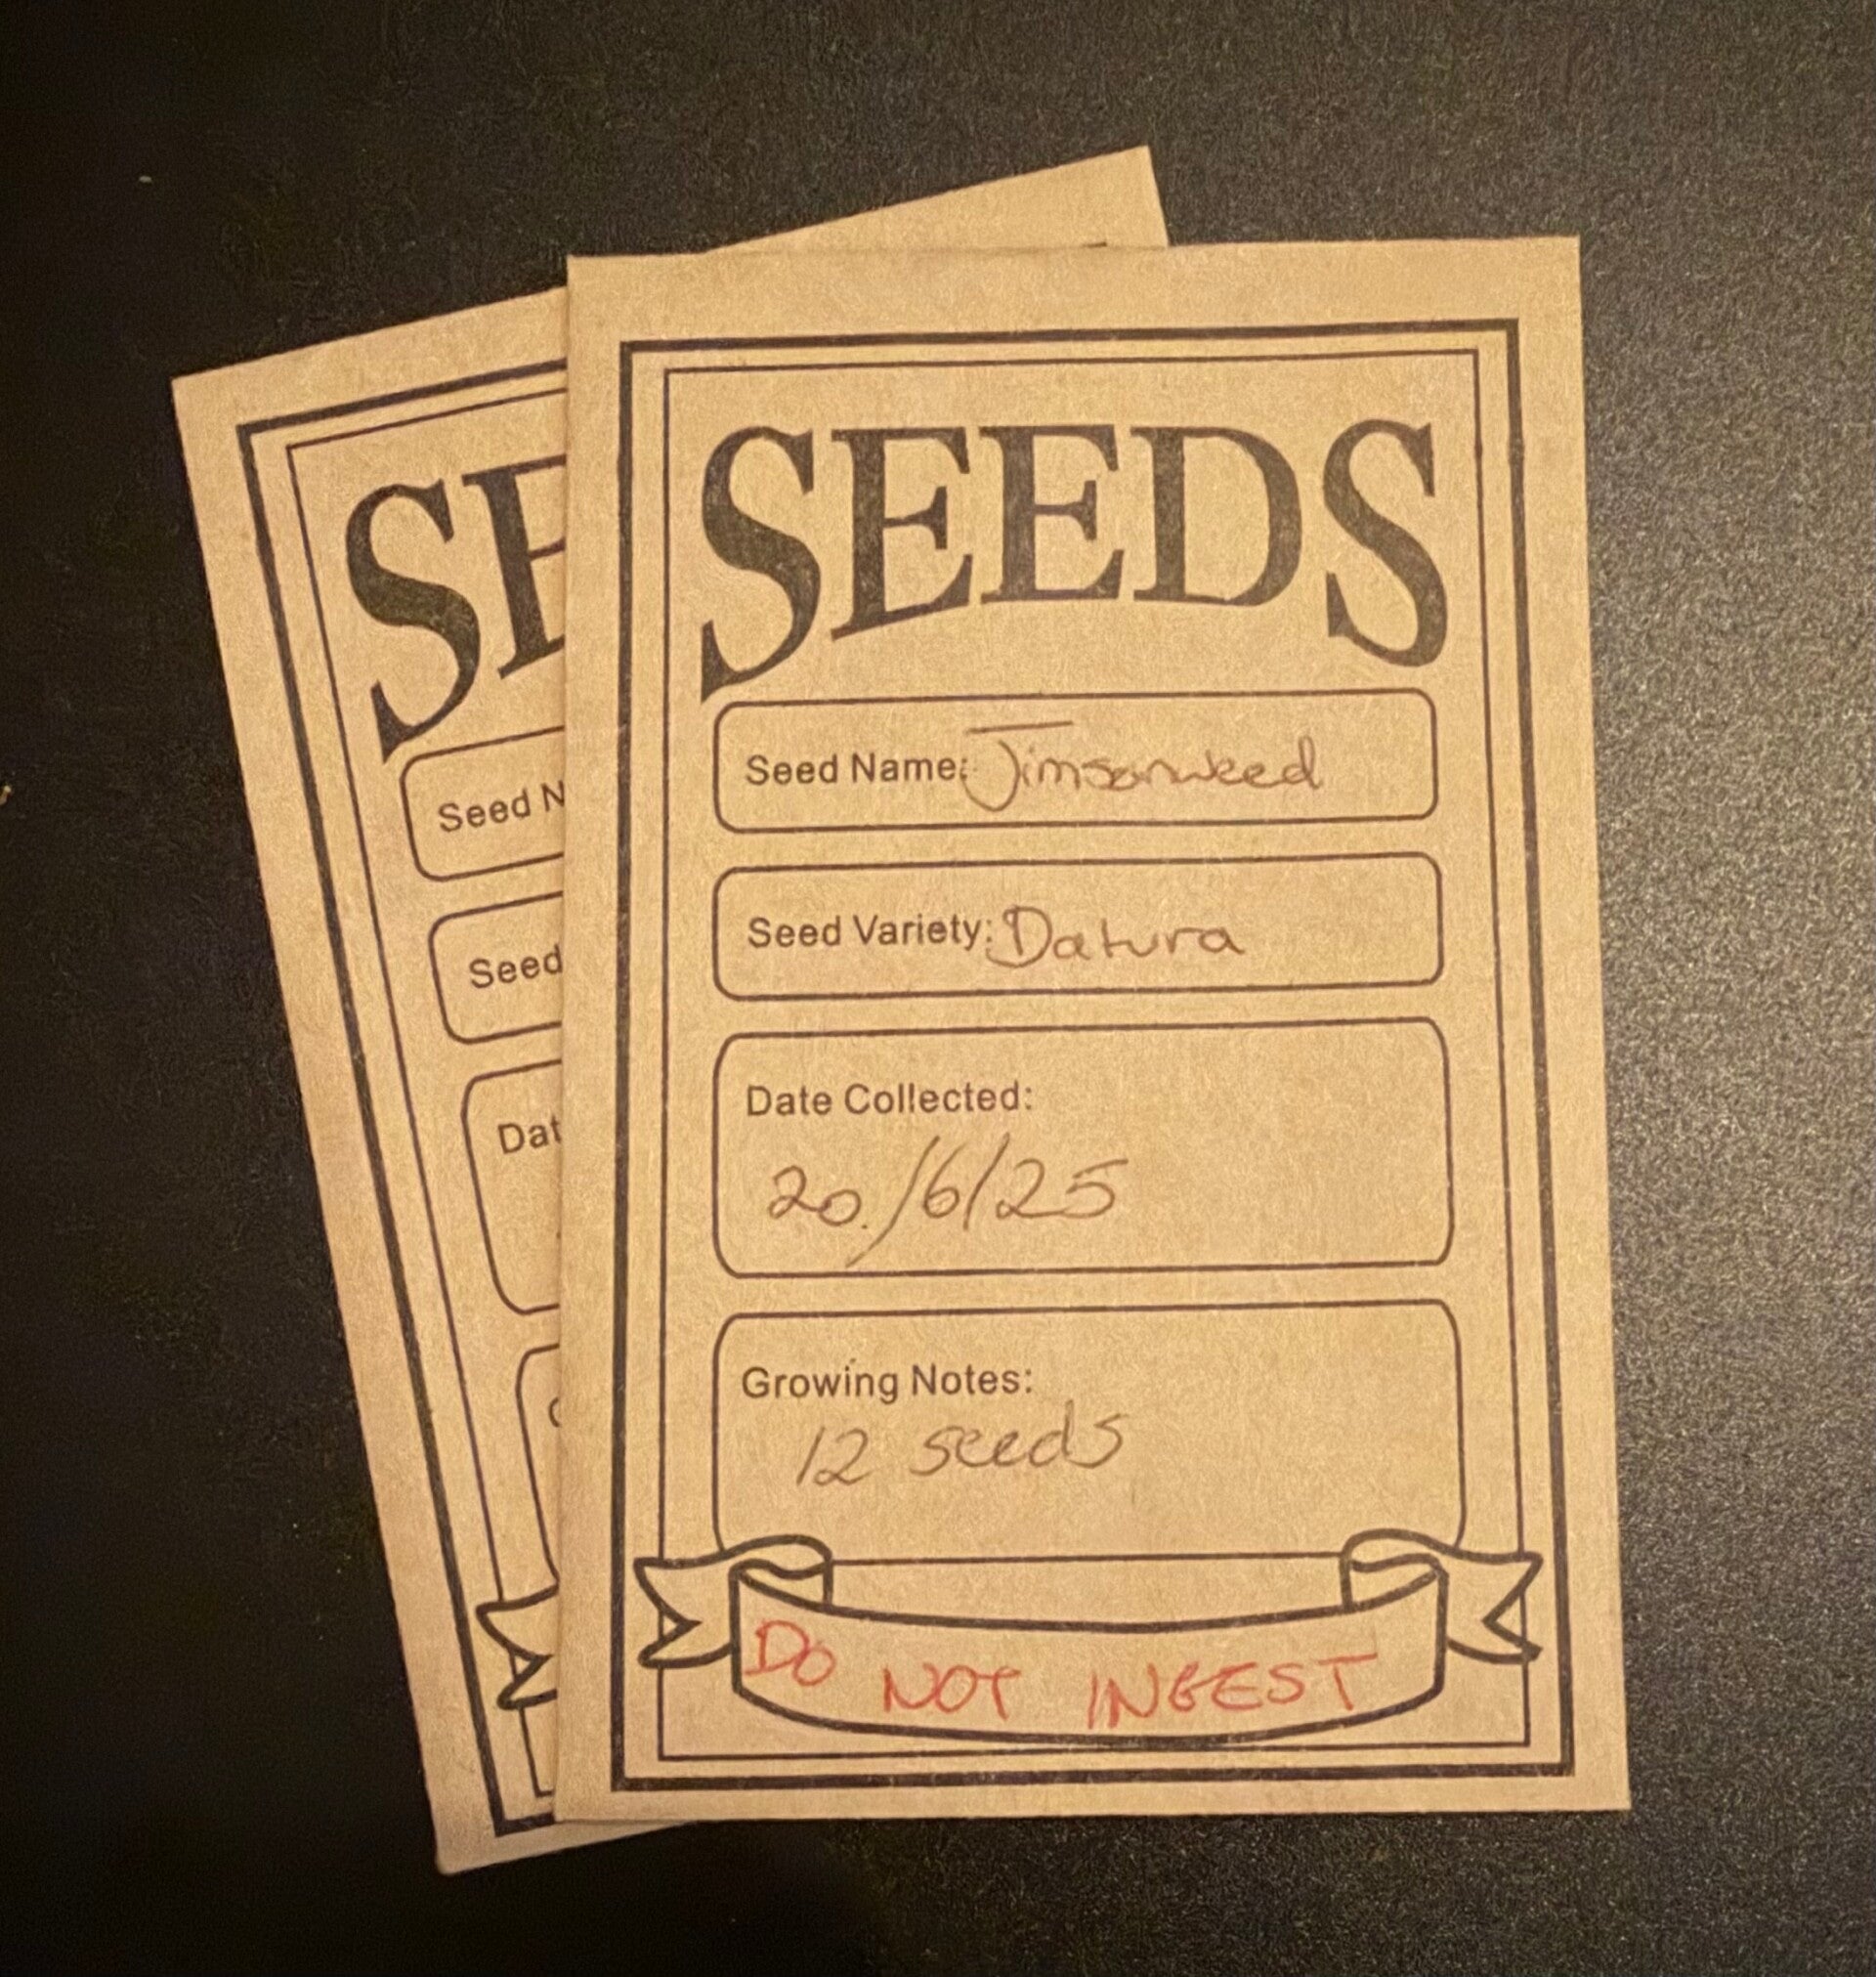 SEEDS
Seed Name: Jimsonweed
Seed Variety: Datura
Date Collected:
20./6/25
Growing Notes:
12 seeds
DO NOT INGEST
SE
Seed N
Seed
Dat